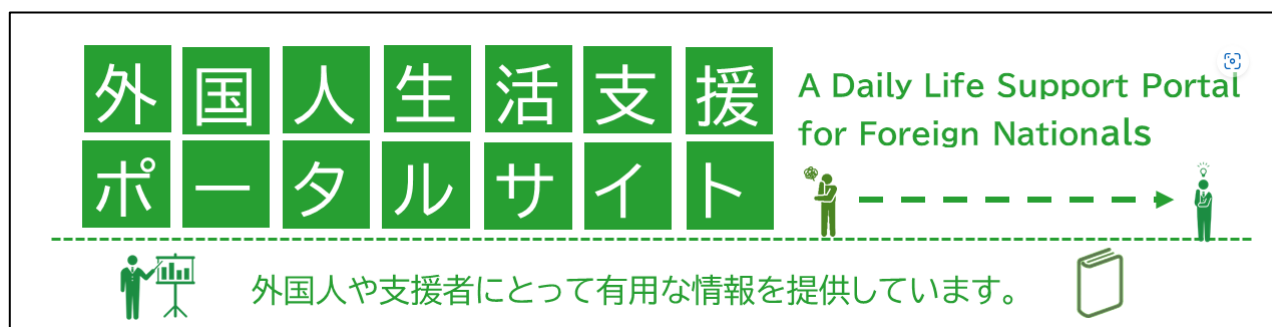 外国人生活支援
ポータルサイト
A Daily Life Support Portal
for Foreign Nationals
外国人や支援者にとって有用な情報を提供しています。